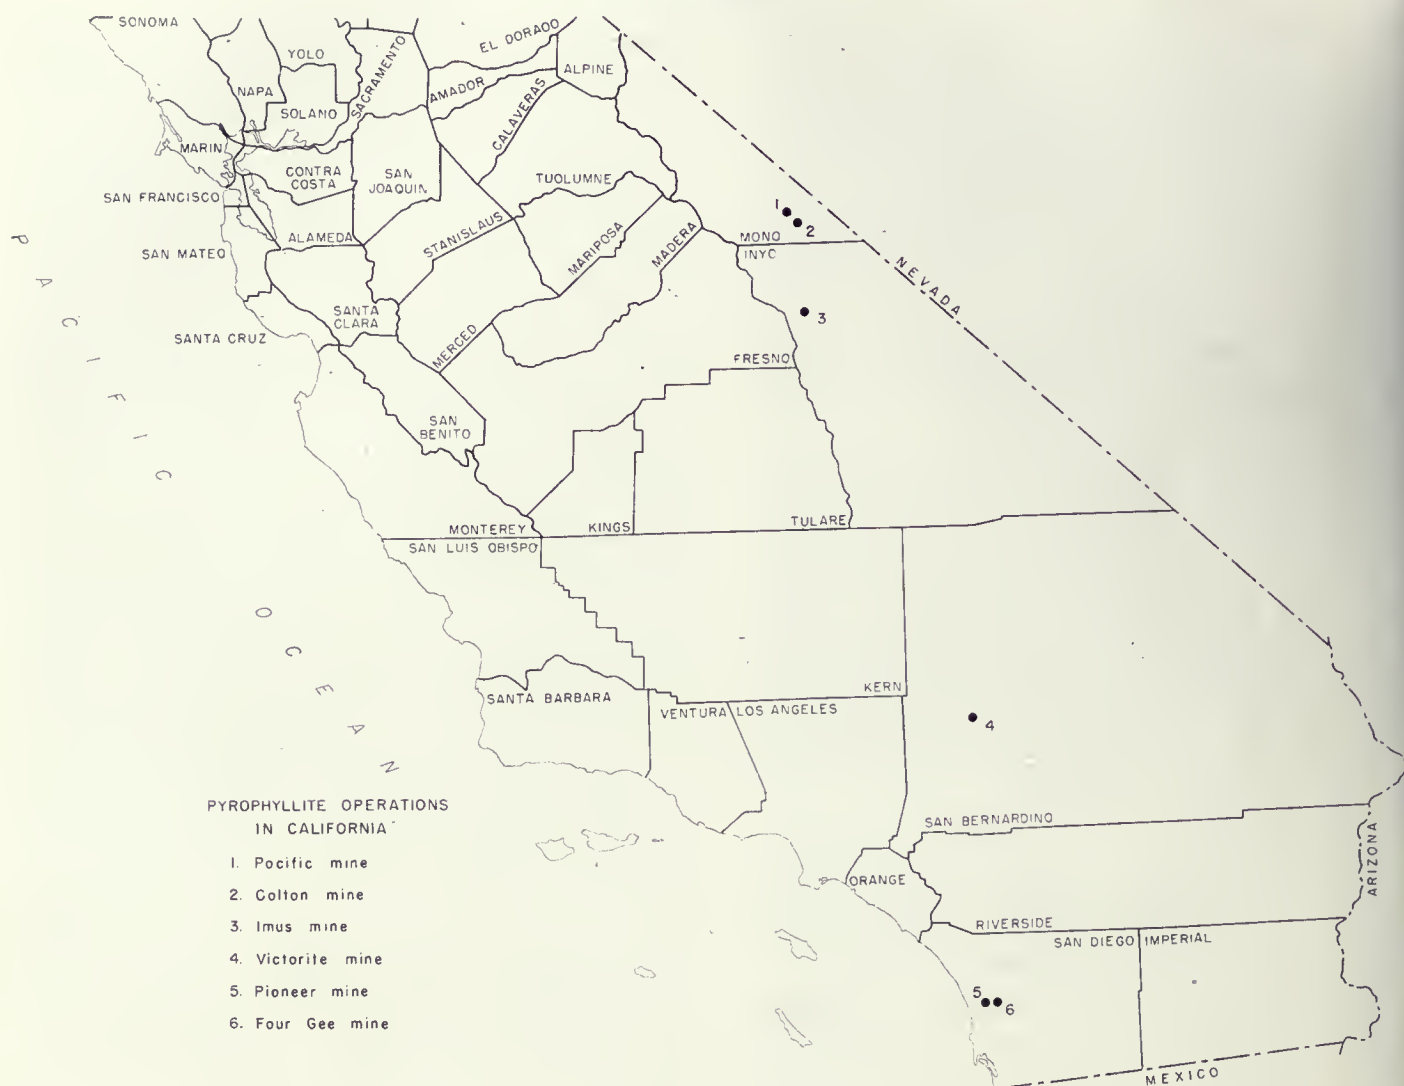 SONOMA
YOLO
SACRAMENTO
EL DORADO
ALPINE
NAPA
SOLANO
AMADOR
CALAVERAS
MARIN
CONTRA
COSTA
SAN
JOAQUIN
TUOLUMNE
SAN FRANCISCO
ALAMEDA
STANISLAUS
MARIPOSA
MADERA
1
2
MONO
INYO
SAN MATEO
NEVADA
SANTA
CLARA
3
SANTA CRUZ
MERCED
FRESNO
SAN
BENITO
MONTEREY
KINGS
TULARE
SAN LUIS OBISPO
PACIFIC OCEAN
SANTA BARBARA
VENTURA
LOS ANGELES
KERN
4
SAN BERNARDINO
ORANGE
ARIZONA
RIVERSIDE
SAN DIEGO
IMPERIAL
5
6
MEXICO
PYROPHYLLITE OPERATIONS
IN CALIFORNIA
1. Pocific mine
2. Colton mine
3. Imus mine
4. Victorite mine
5. Pioneer mine
6. Four Gee mine